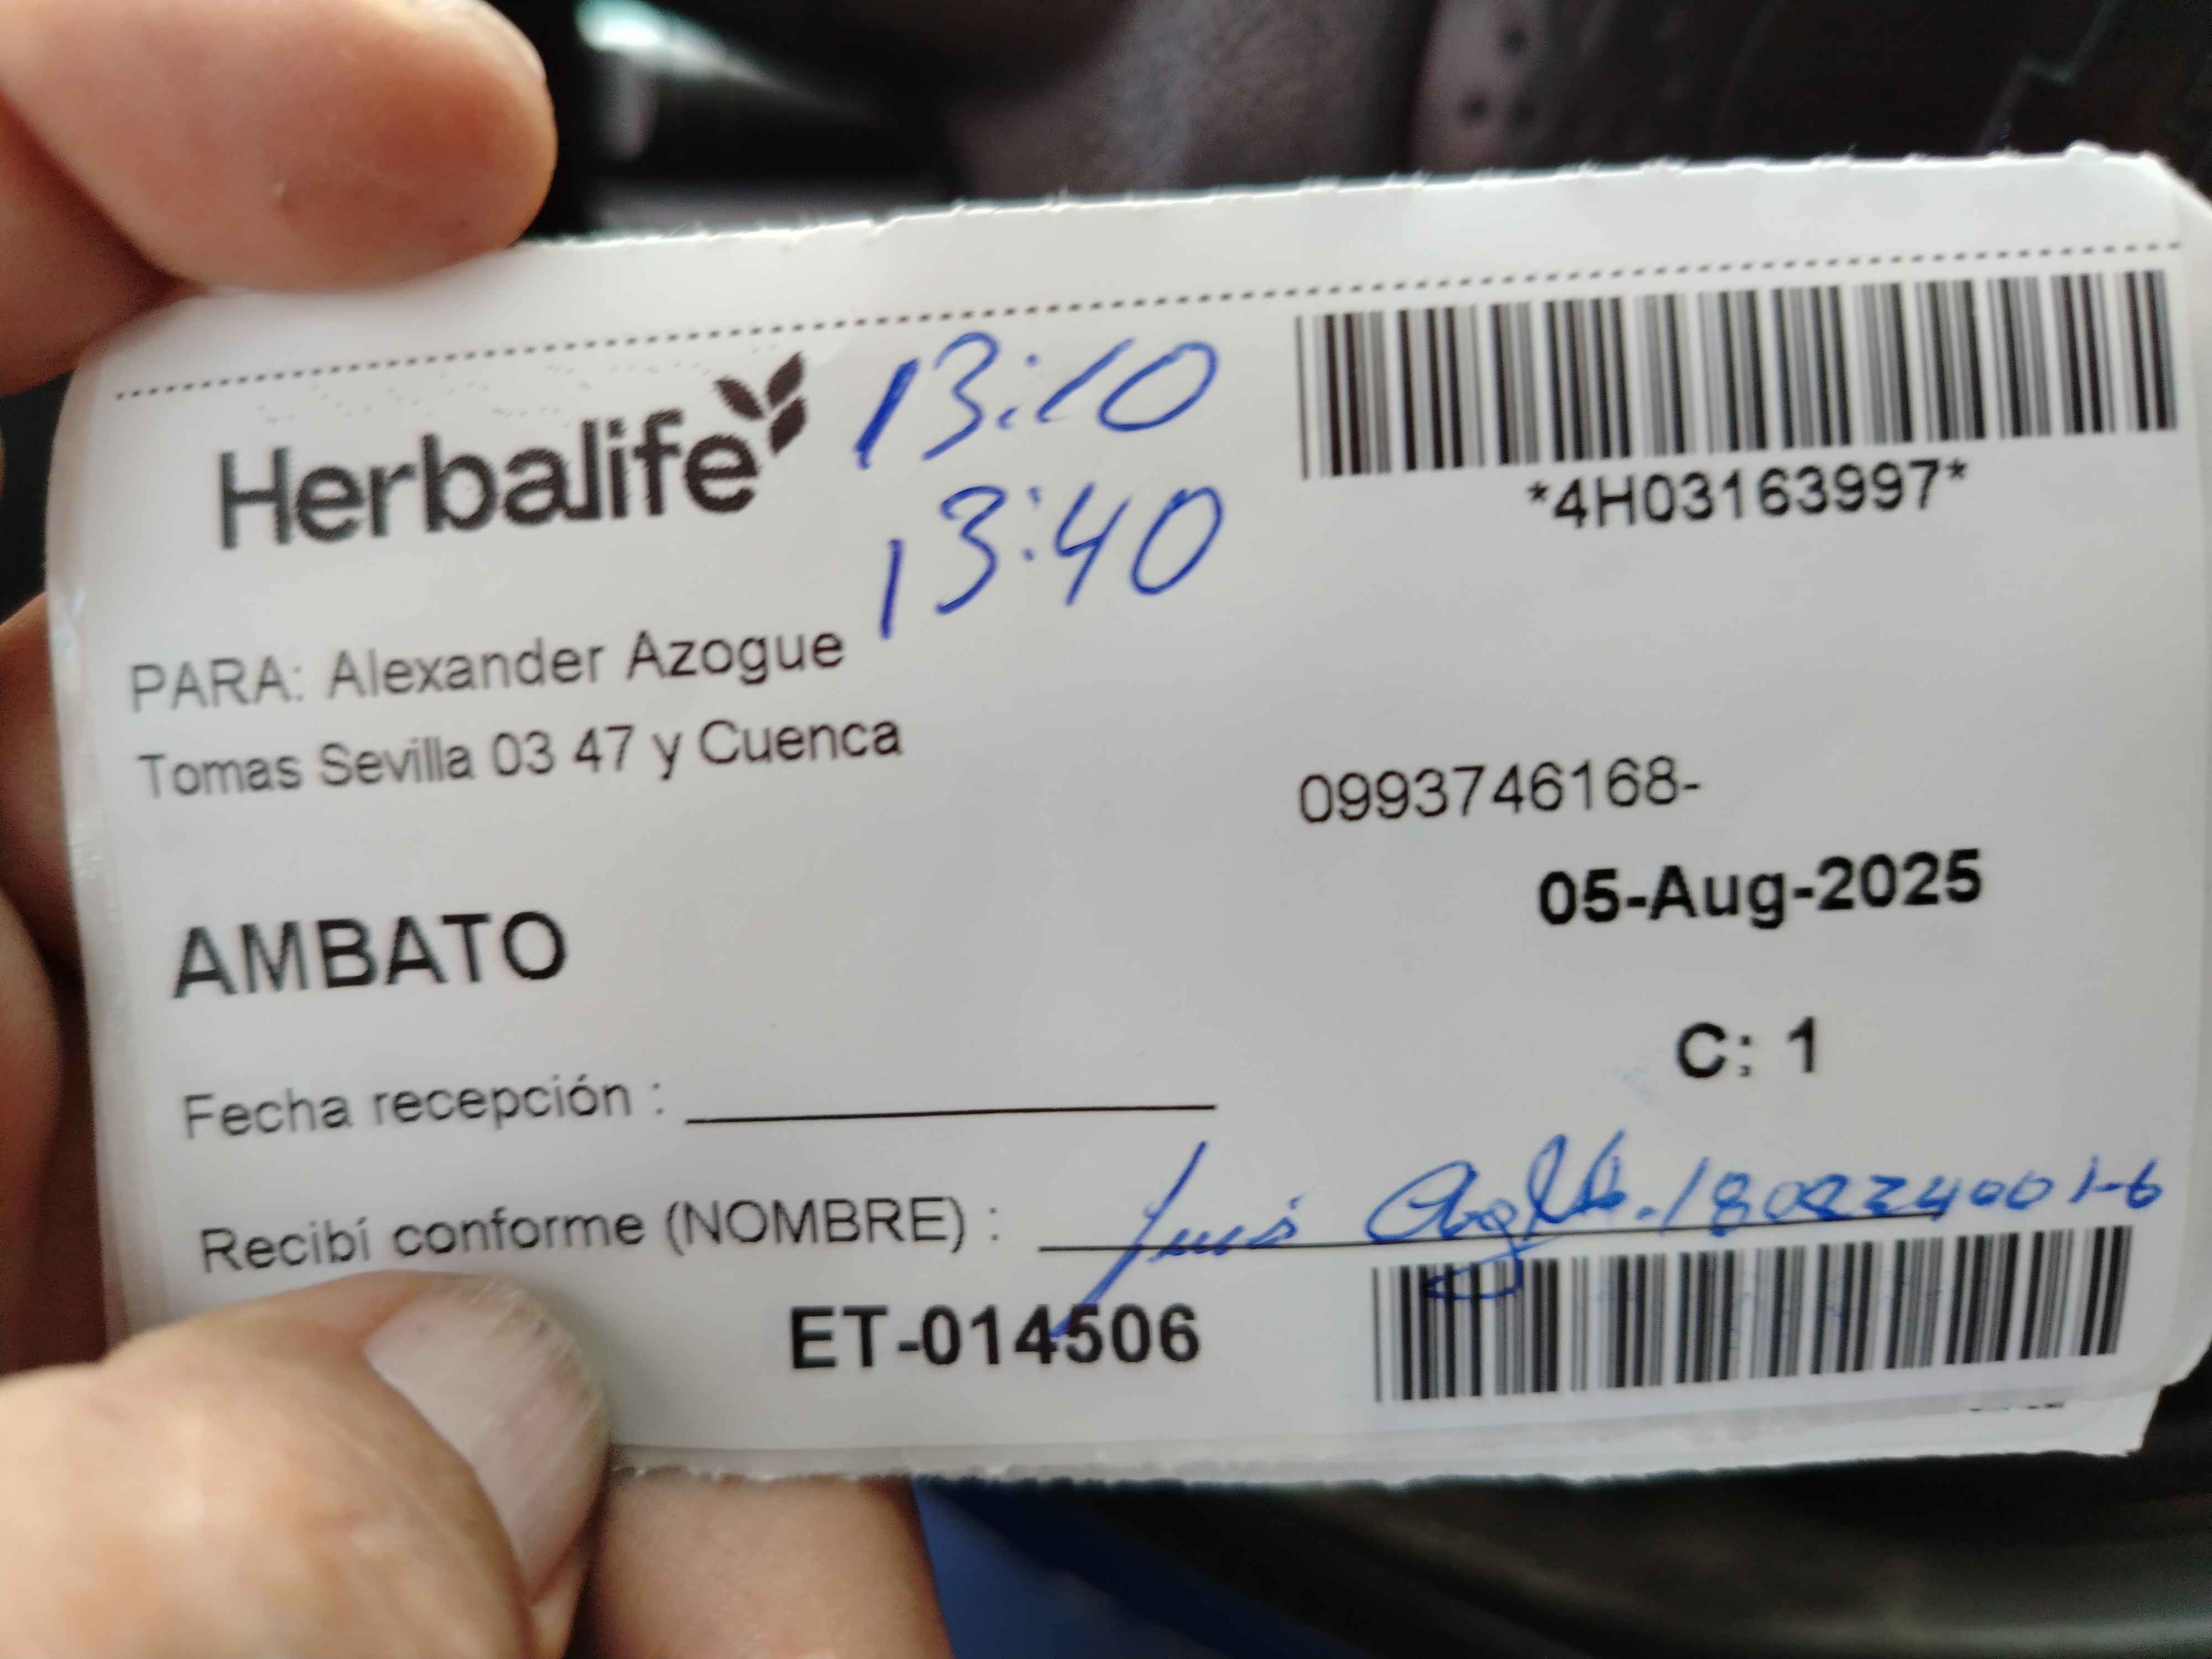 Herbalife
13:10
13:40
*4H03163997*
PARA: Alexander Azogue
Tomas Sevilla 03 47 y Cuenca
0993746168-
05-Aug-2025
AMBATO
C: 1
Fecha recepción :
Recibí conforme (NOMBRE) : Luis
ET-014506